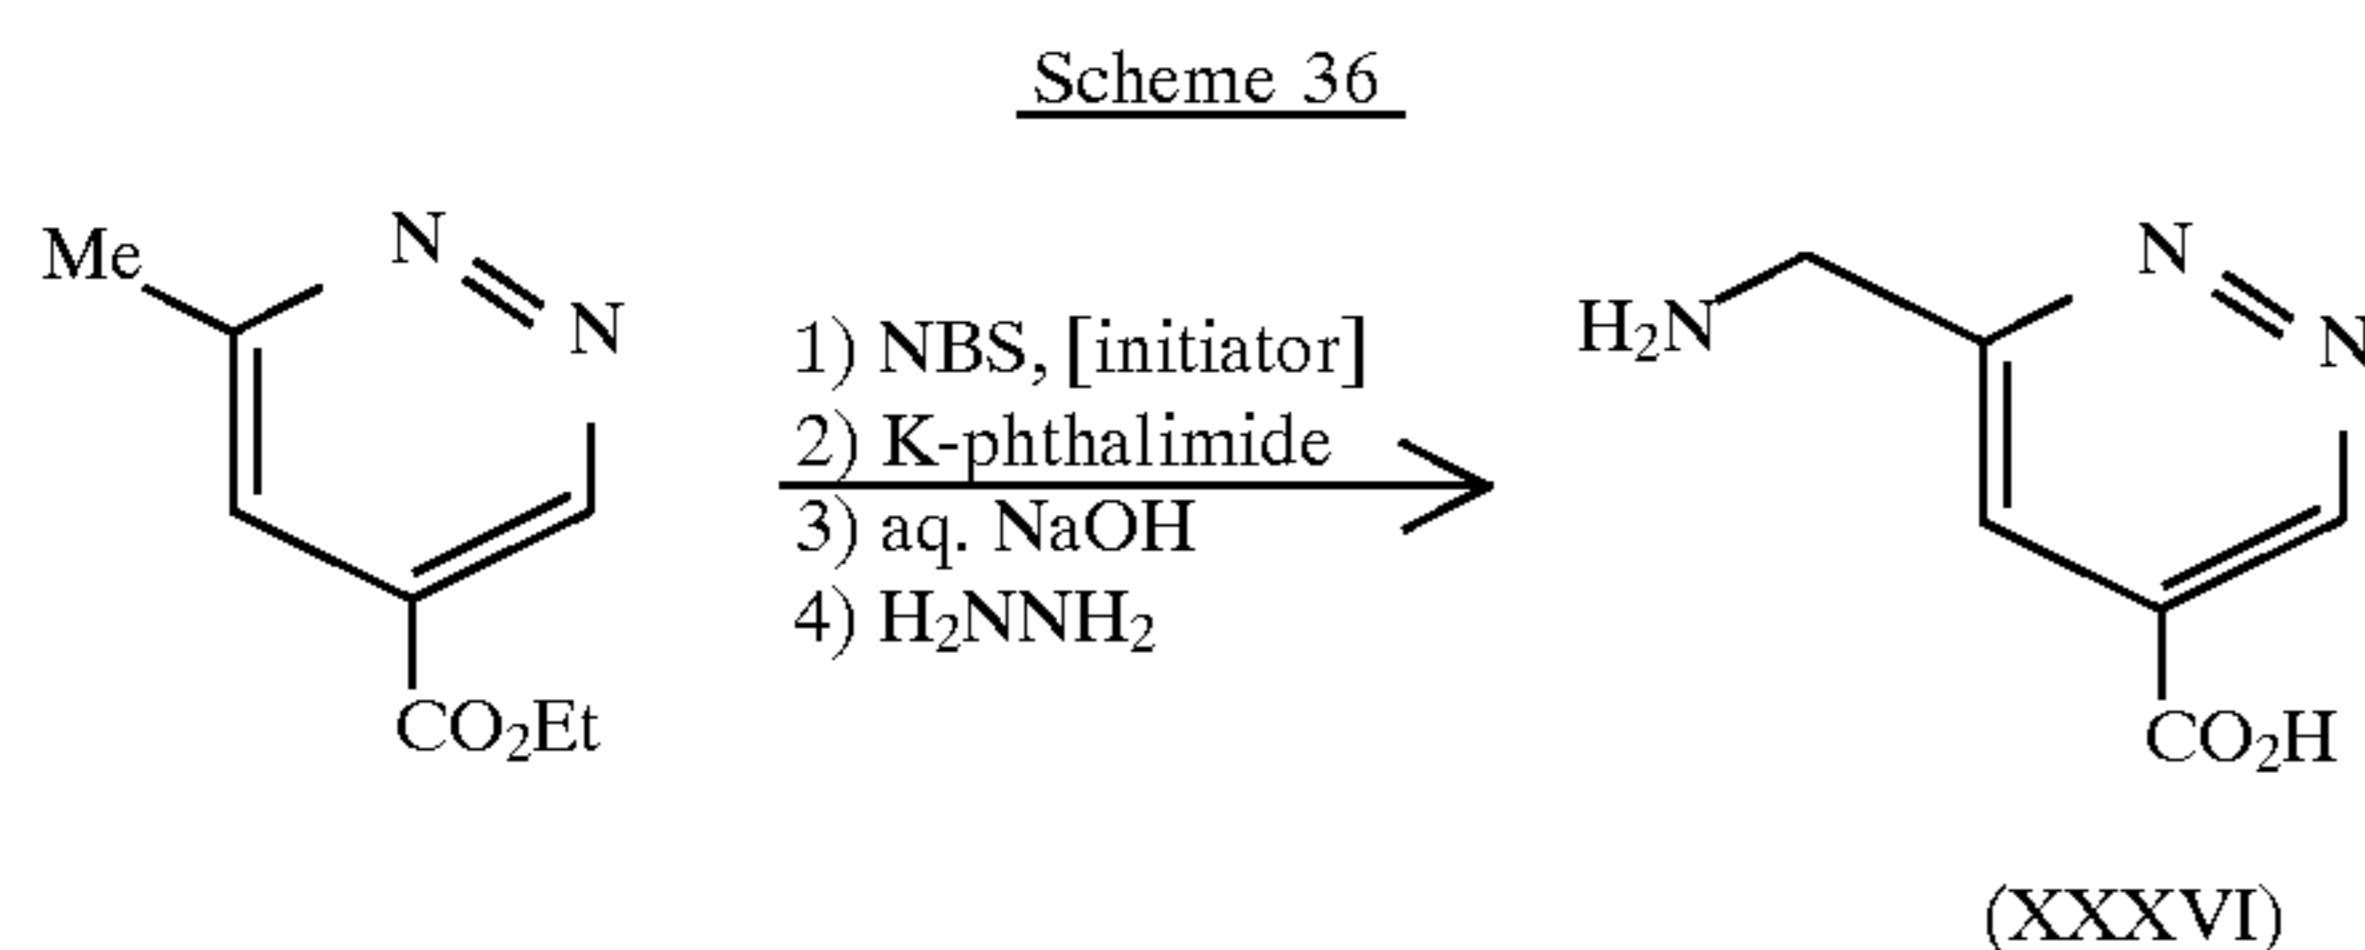 Scheme 36
Me
N
N
CO2Et
1) NBS, [initiator]
2) K-phthalimide
3) aq. NaOH
4) H2NNH2
H2N
N
N
CO2H
(XXXVI)